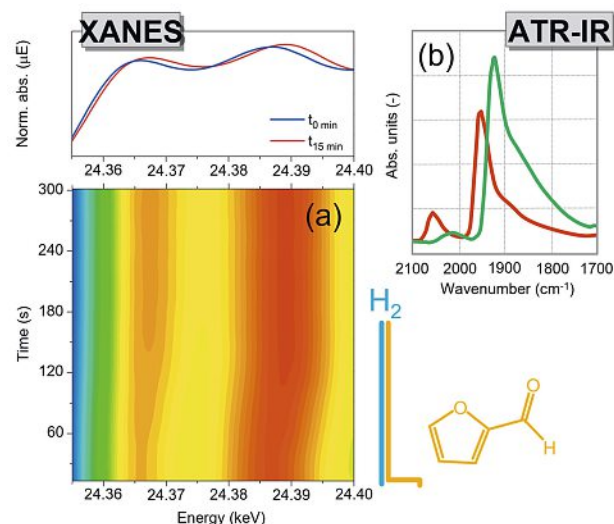 XANES
Norm. abs. (µE)
t0 min
t15 min
24.36 24.37 24.38 24.39 24.40
(a)
Time (s)
300
240
180
120
60
24.36 24.37 24.38 24.39 24.40
Energy (keV)
ATR-IR
(b)
Abs. units (-)
2100 2000 1900 1800 1700
Wavenumber (cm-1)
H2
O
O
H